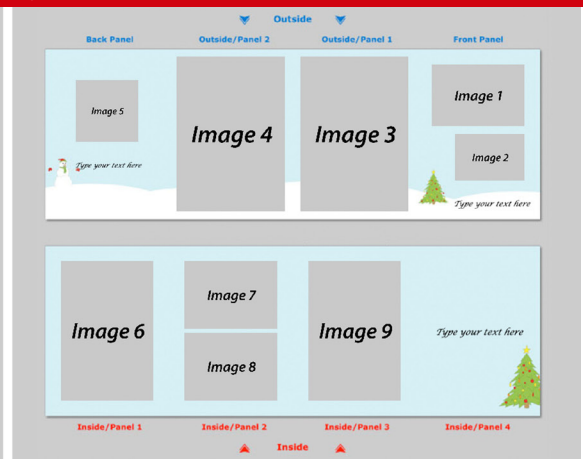 Outside
Back Panel Outside/Panel 2 Outside/Panel 1 Front Panel
Image 5
Image 4
Image 3
Image 1
Image 2
Type your text here
Type your text here
Image 6
Image 7
Image 8
Image 9
Type your text here
Inside/Panel 1 Inside/Panel 2 Inside/Panel 3 Inside/Panel 4
Inside